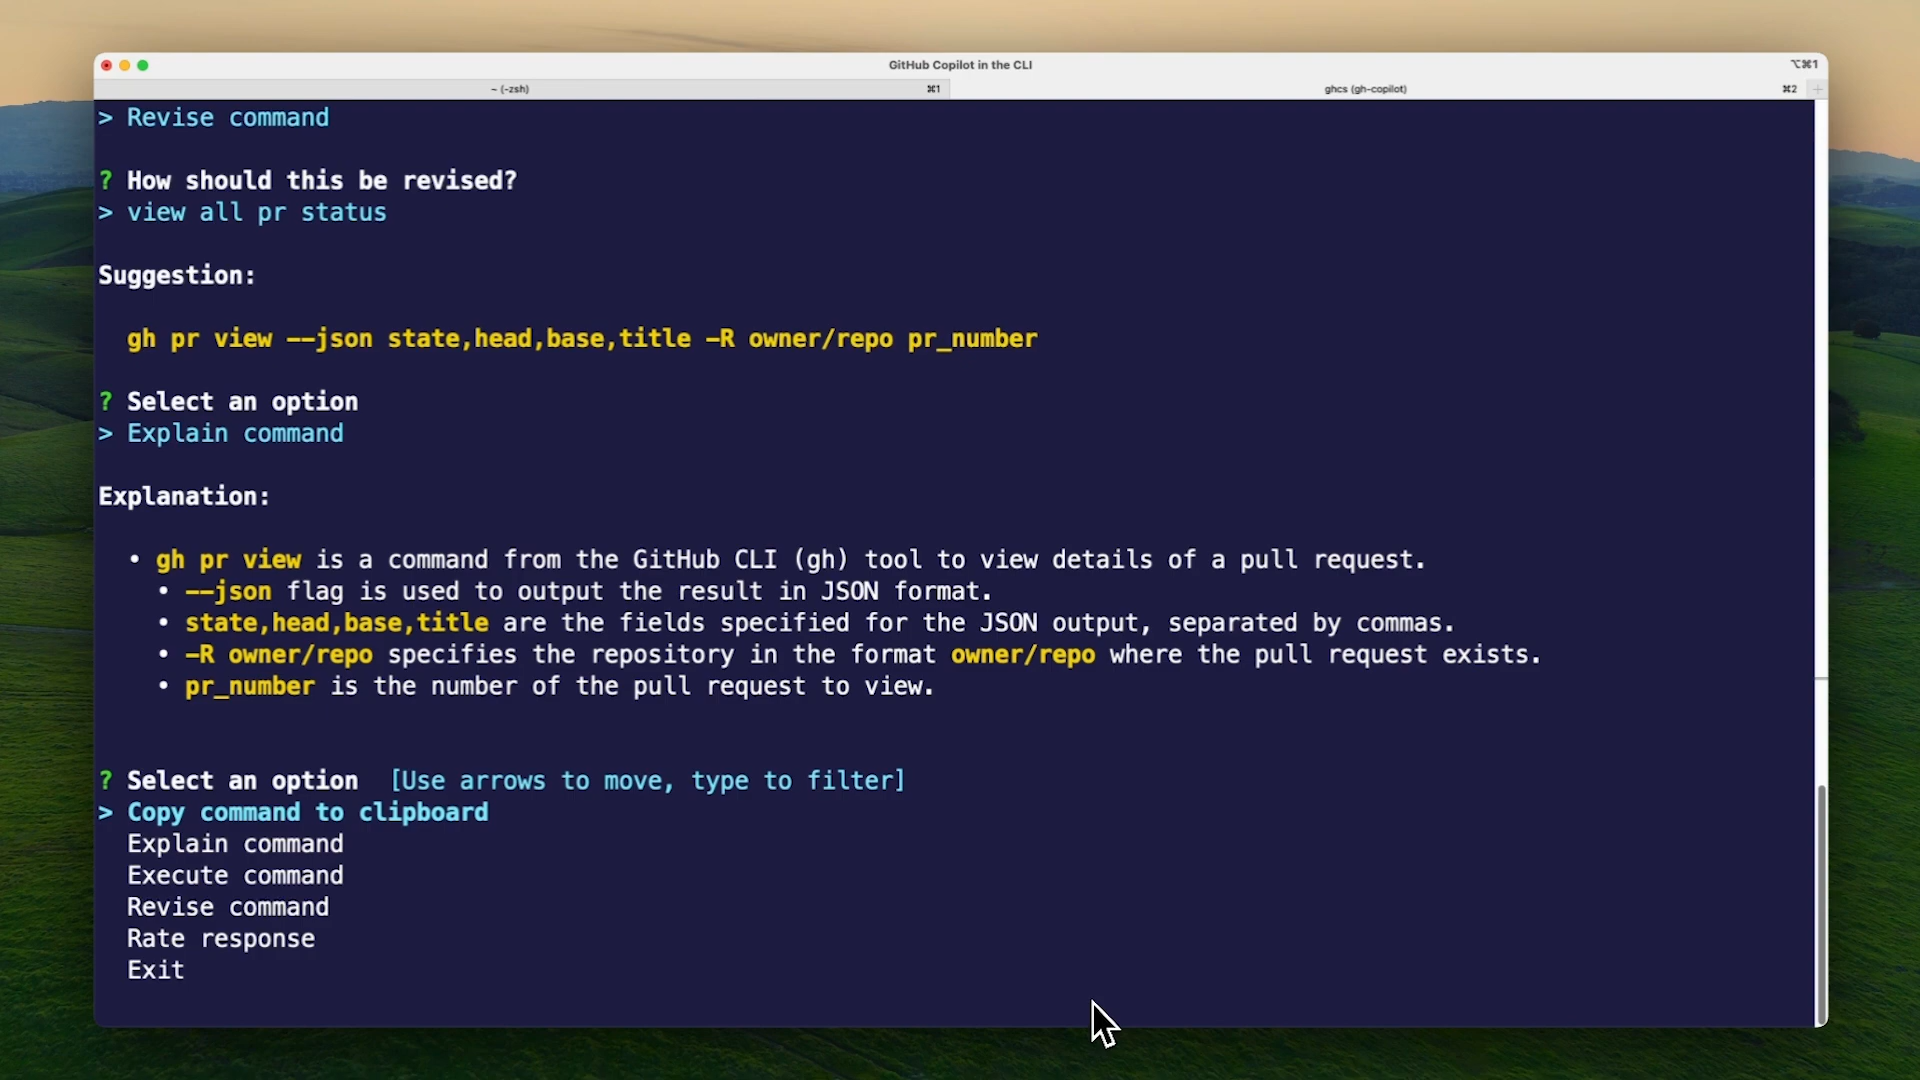 GitHub Copilot in the CLI
⌥⌘1
~ (-zsh)
⌘1
ghcs (gh-copilot)
⌘2
+
> Revise command
? How should this be revised?
> view all pr status
Suggestion:
gh pr view --json state,head,base,title -R owner/repo pr_number
? Select an option
> Explain command
Explanation:
• gh pr view is a command from the GitHub CLI (gh) tool to view details of a pull request.
• --json flag is used to output the result in JSON format.
• state,head,base,title are the fields specified for the JSON output, separated by commas.
• -R owner/repo specifies the repository in the format owner/repo where the pull request exists.
• pr_number is the number of the pull request to view.
? Select an option [Use arrows to move, type to filter]
> Copy command to clipboard
Explain command
Execute command
Revise command
Rate response
Exit